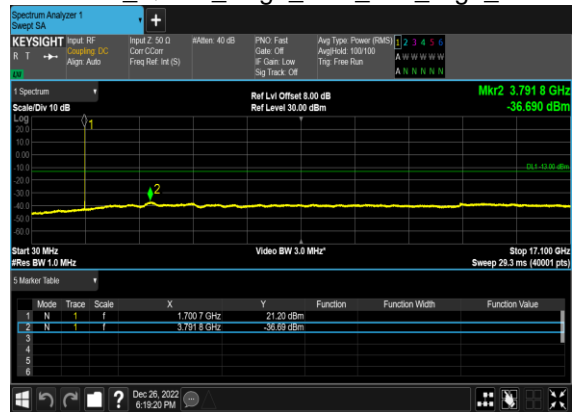 Spectrum Analyzer 1
Swept SA
+
KEYSIGHT Input: RF Input Z: 50 Ω #Atten: 40 dB PNO: Fast Avg Type: Power (RMS) 1 2 3 4 5 6
R T Coupling: DC Corr CCorr Gate: Off Avg|Hold: 100/100 A W W W W W
Align: Auto Freq Ref: Int (S) IF Gain: Low Trig: Free Run
Sig Track: Off A N N N N N
1 Spectrum Ref Lvl Offset 8.00 dB Mkr2 3.791 8 GHz
Scale/Div 10 dB Ref Level 30.00 dBm -36.690 dBm
Log
1
20.0
10.0
0.00
-10.0
DL1 -13.00 dBm
-20.0
2
-30.0
-40.0
-50.0
-60.0
Start 30 MHz Video BW 3.0 MHz* Stop 17.100 GHz
#Res BW 1.0 MHz Sweep 29.3 ms (40001 pts)
5 Marker Table
Mode Trace Scale X Y Function Function Width Function Value
1 N 1 f 1.700 7 GHz 21.20 dBm
2 N 1 f 3.791 8 GHz -36.69 dBm
3
4
5
6
? Dec 26, 2022
6:19:20 PM